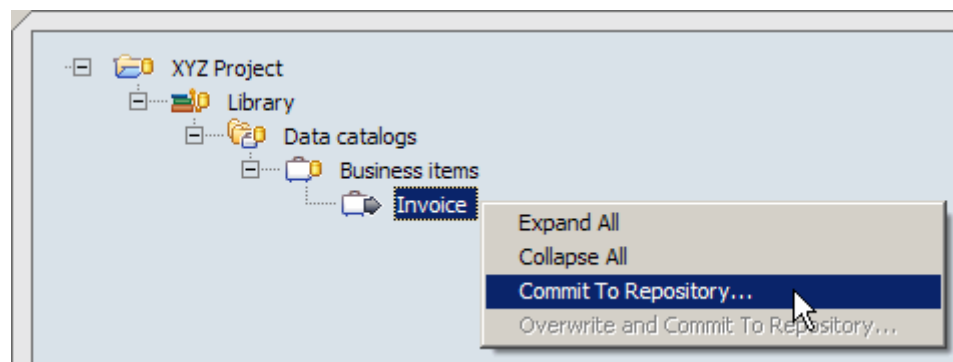 XYZ Project
Library
Data catalogs
Business items
Invoice
Expand All
Collapse All
Commit To Repository...
Overwrite and Commit To Repository...